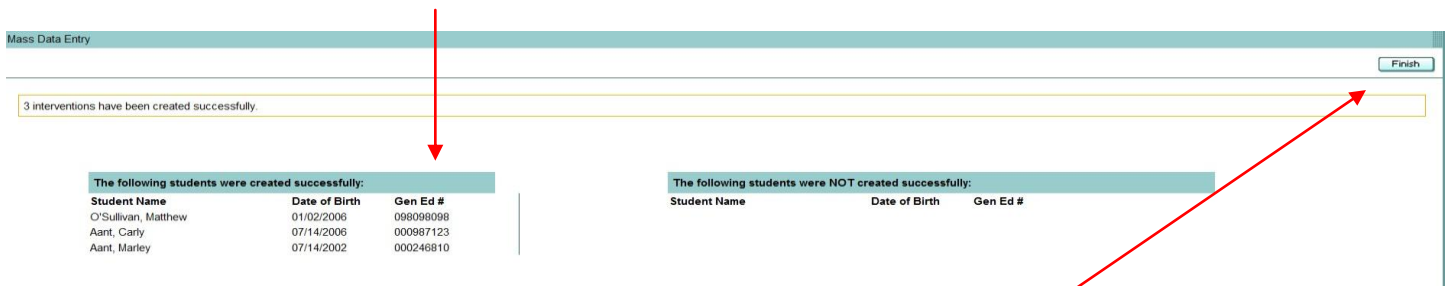 Mass Data Entry
Finish
3 interventions have been created successfully.
The following students were created successfully:
Student Name Date of Birth Gen Ed #
O'Sullivan, Matthew 01/02/2006 098098098
Aant, Carly 07/14/2006 000987123
Aant, Marley 07/14/2002 000246810
The following students were NOT created successfully:
Student Name Date of Birth Gen Ed #